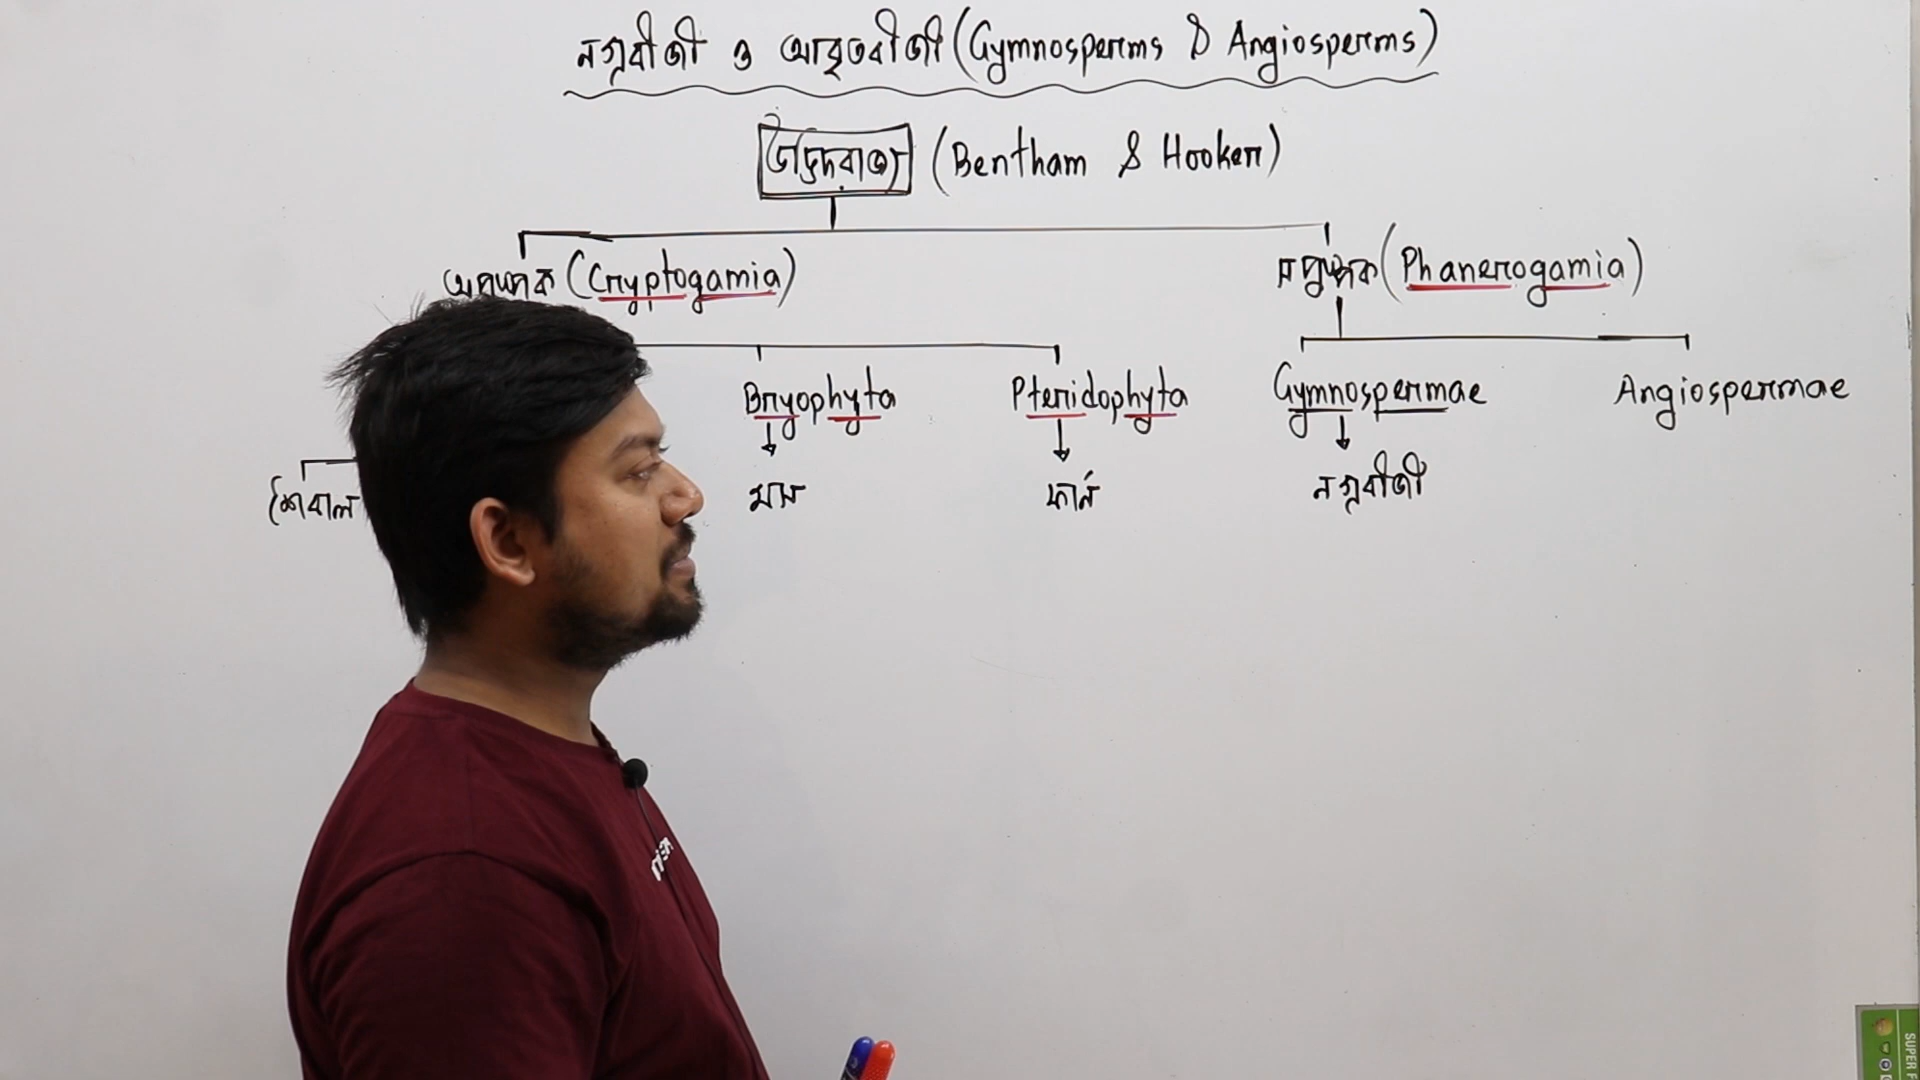 নগ্নবীজী ও আবৃতবীজী (Gymnosperms & Angiosperms)
উদ্ভিদরাজ্য (Bentham & Hooker)
অপুষ্পক (Cryptogamia)
সপুষ্পক (Phanerogamia)
Bryophyta
Pteridophyta
Gymnospermae
Angiospermae
শৈবাল
মস
ফার্ন
নগ্নবীজী
SUPER